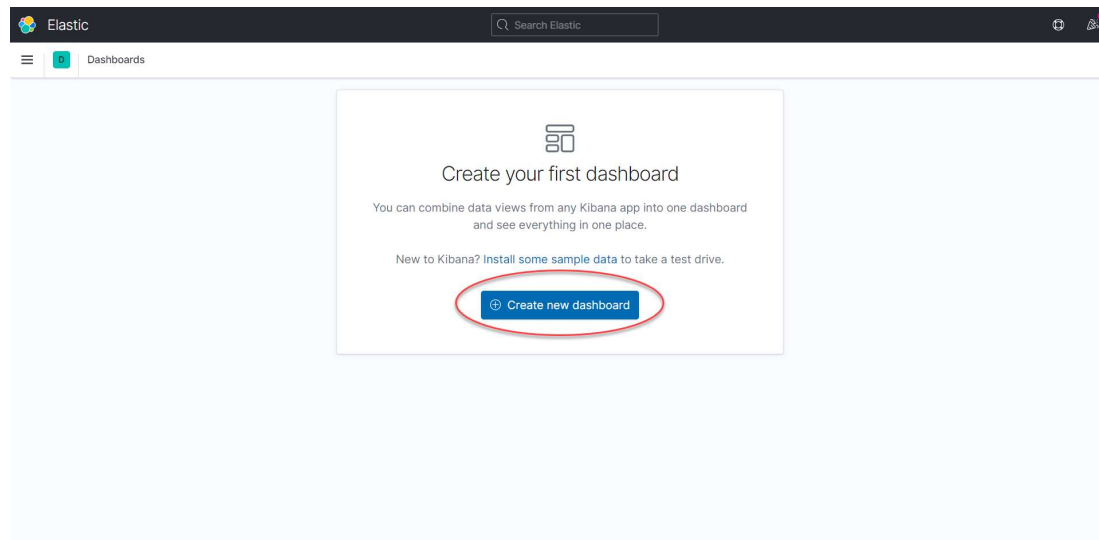 Elastic
Search Elastic
D
Dashboards
Create your first dashboard
You can combine data views from any Kibana app into one dashboard
and see everything in one place.
New to Kibana? Install some sample data to take a test drive.
Create new dashboard